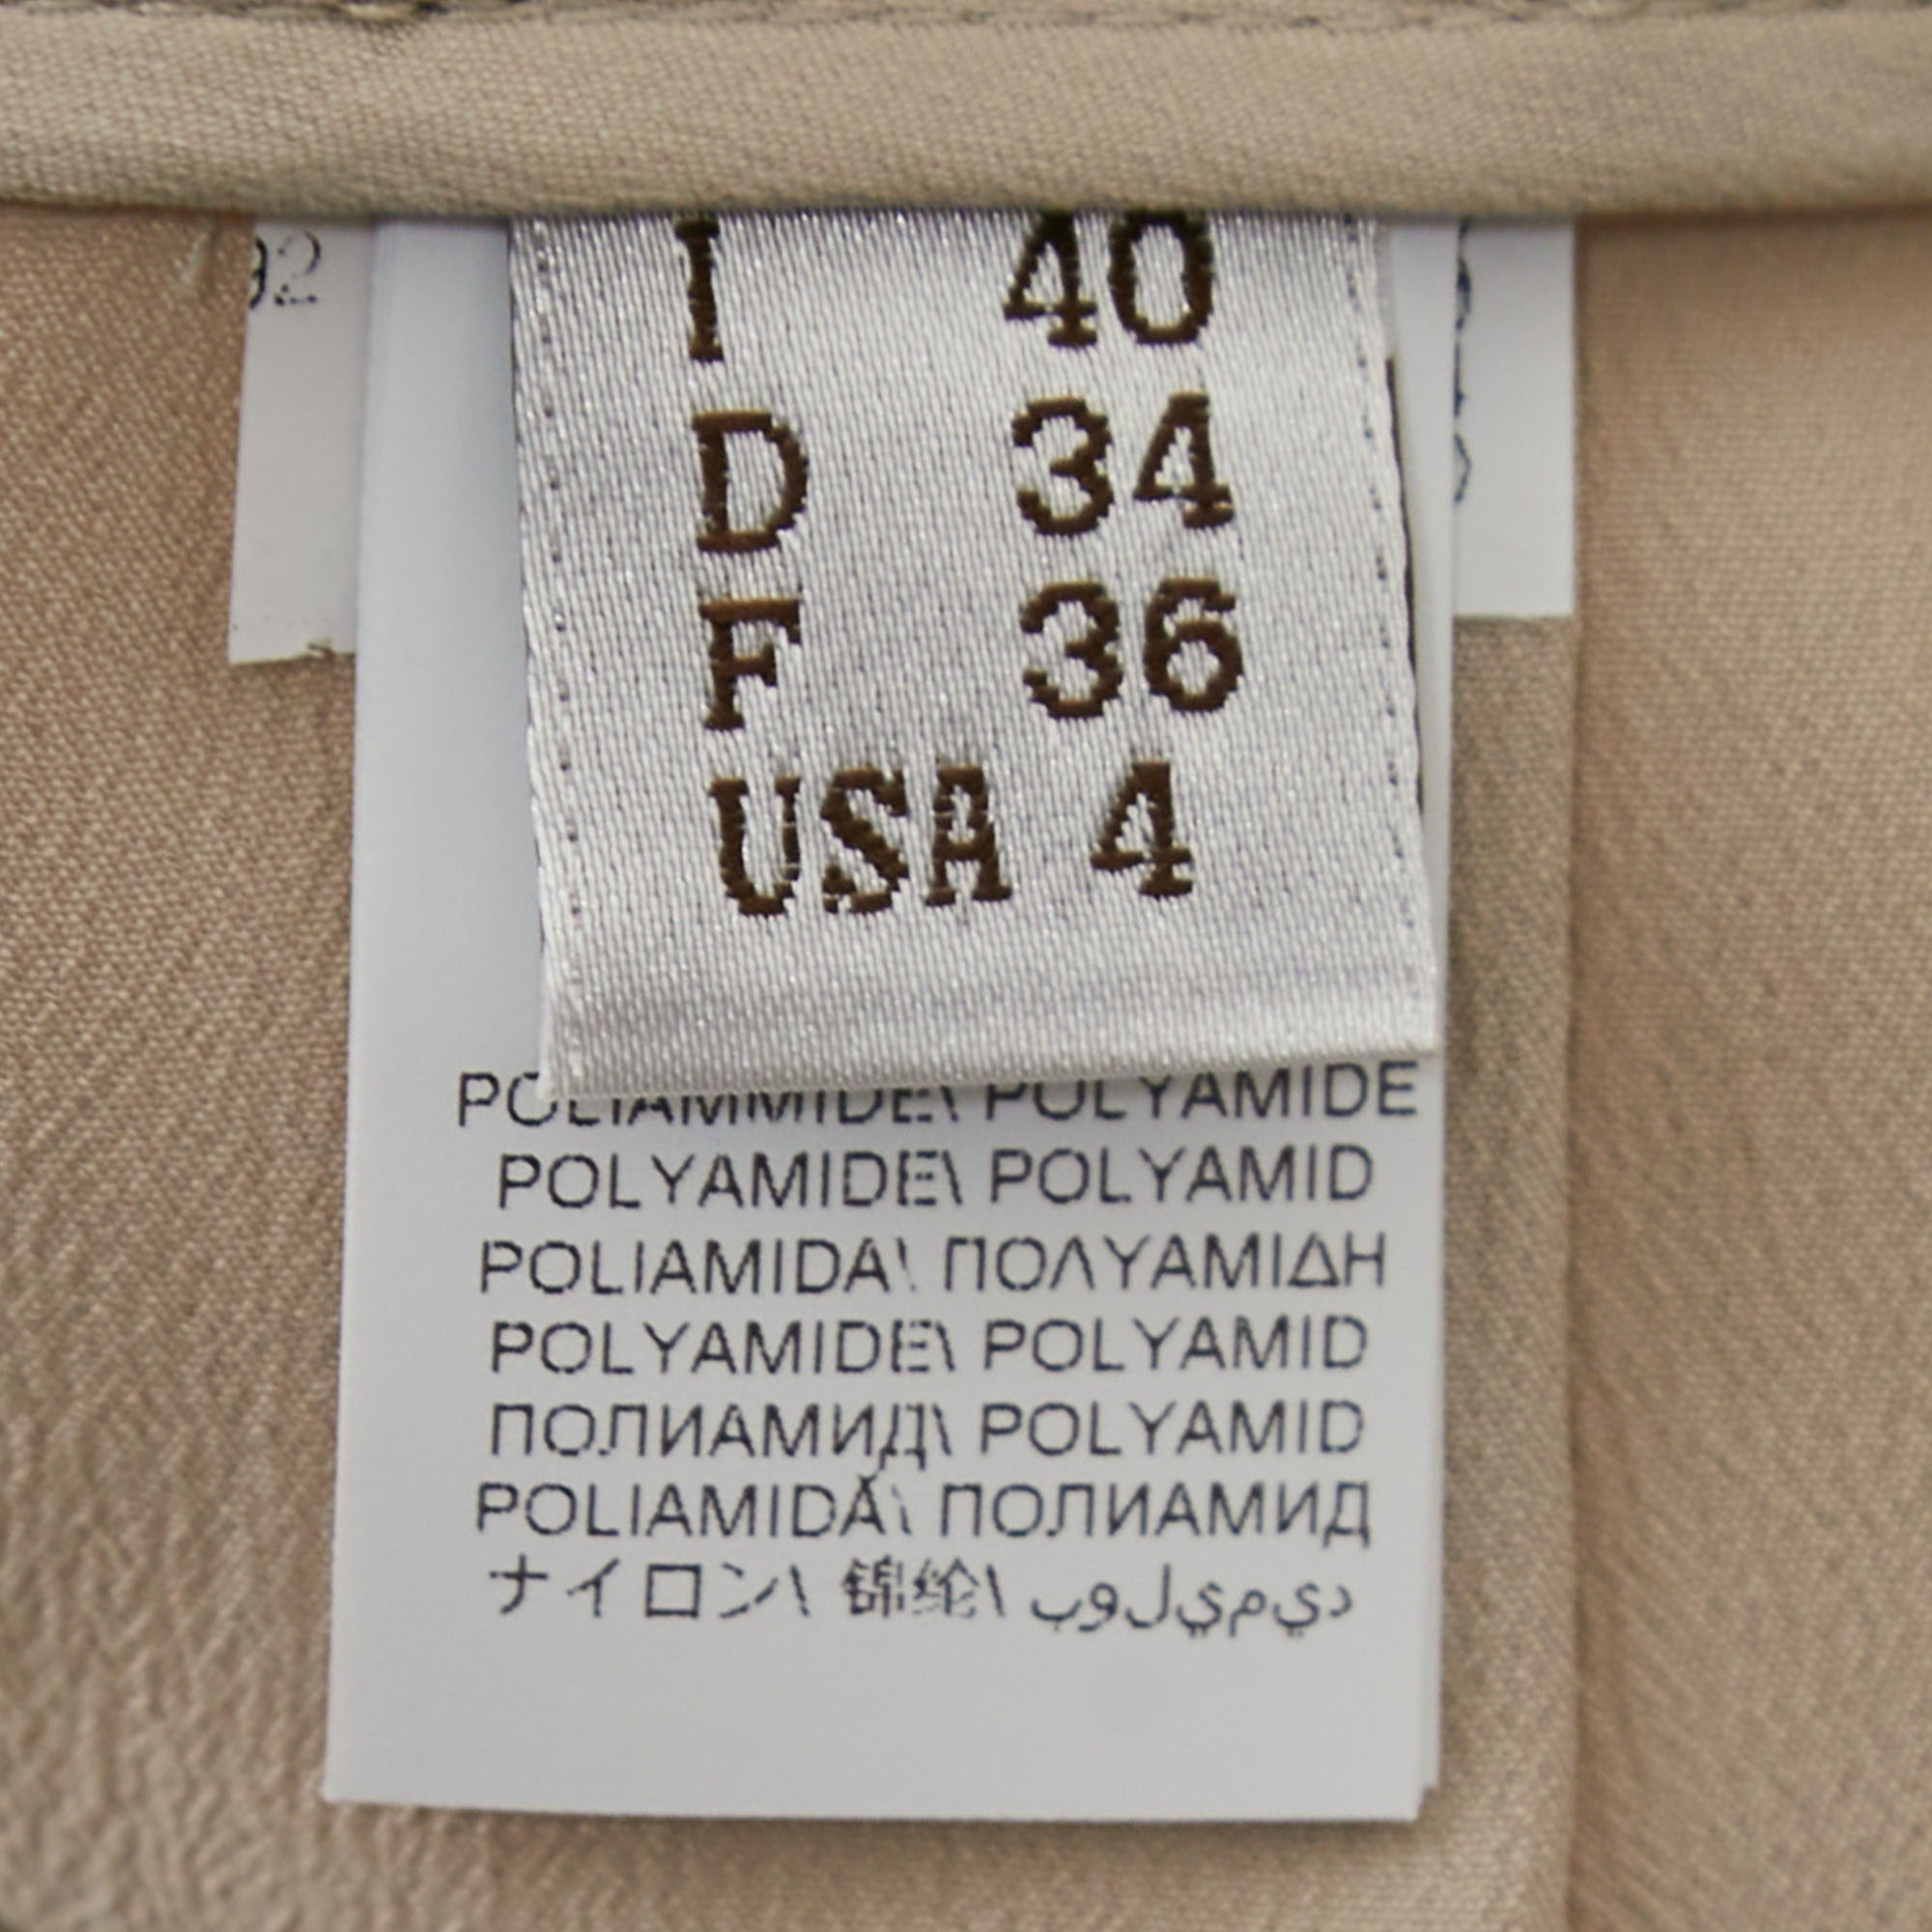 92
I 40
D 34
F 36
USA 4
POLIAMMIDE\ POLYAMIDE
POLYAMIDE\ POLYAMID
POLIAMIDA\ ΠΟΛΥΑΜΙΔΗ
POLYAMIDE\ POLYAMID
ПОЛИАМИД\ POLYAMID
POLIAMIDA\ ПОЛИАМИД
ナイロン\ 锦纶\ بوليميد